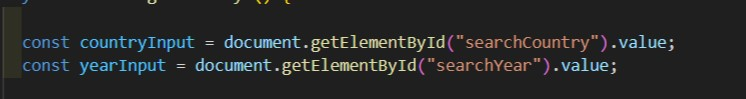 () {
const countryInput = document.getElementById("searchCountry").value;
const yearInput = document.getElementById("searchYear").value;